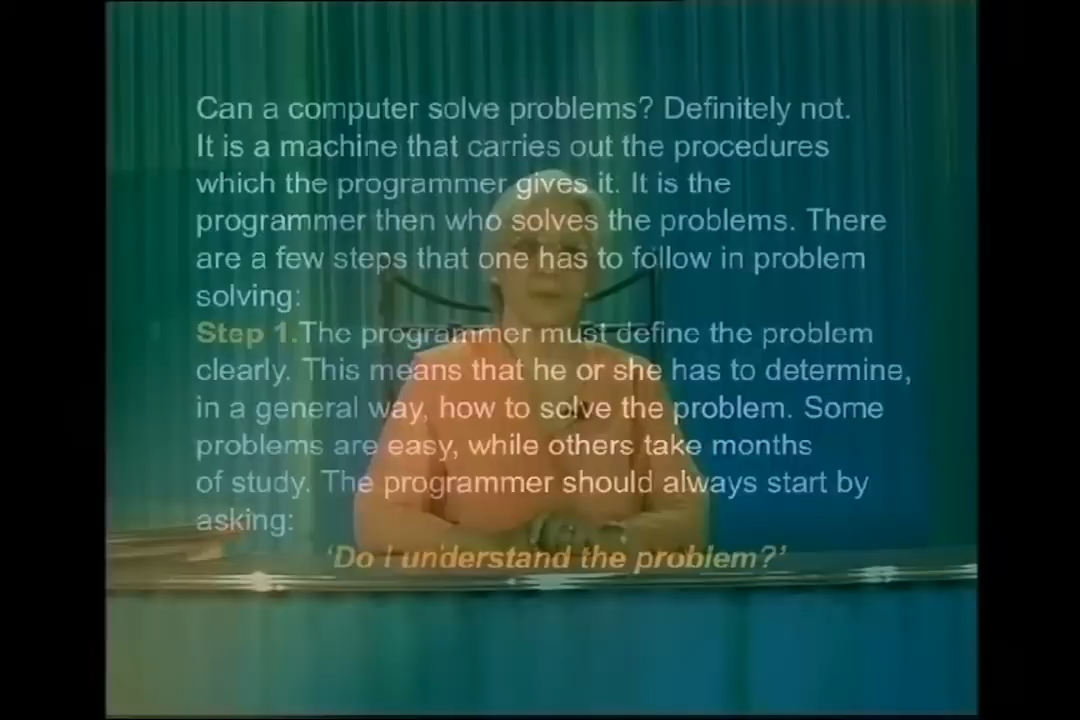 Can a computer solve problems? Definitely not.
It is a machine that carries out the procedures
which the programmer gives it. It is the
programmer then who solves the problems. There
are a few steps that one has to follow in problem
solving:
Step 1.The programmer must define the problem
clearly. This means that he or she has to determine,
in a general way, how to solve the problem. Some
problems are easy, while others take months
of study. The programmer should always start by
asking:
‘Do I understand the problem?’